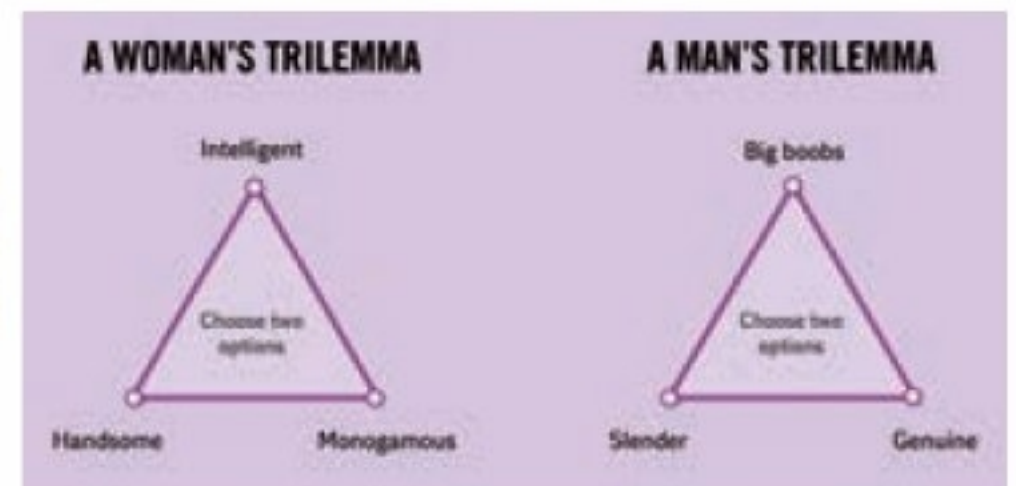 A WOMAN'S TRILEMMA
Intelligent
Choose two
options
Handsome
Monogamous
A MAN'S TRILEMMA
Big boobs
Choose two
options
Slender
Genuine